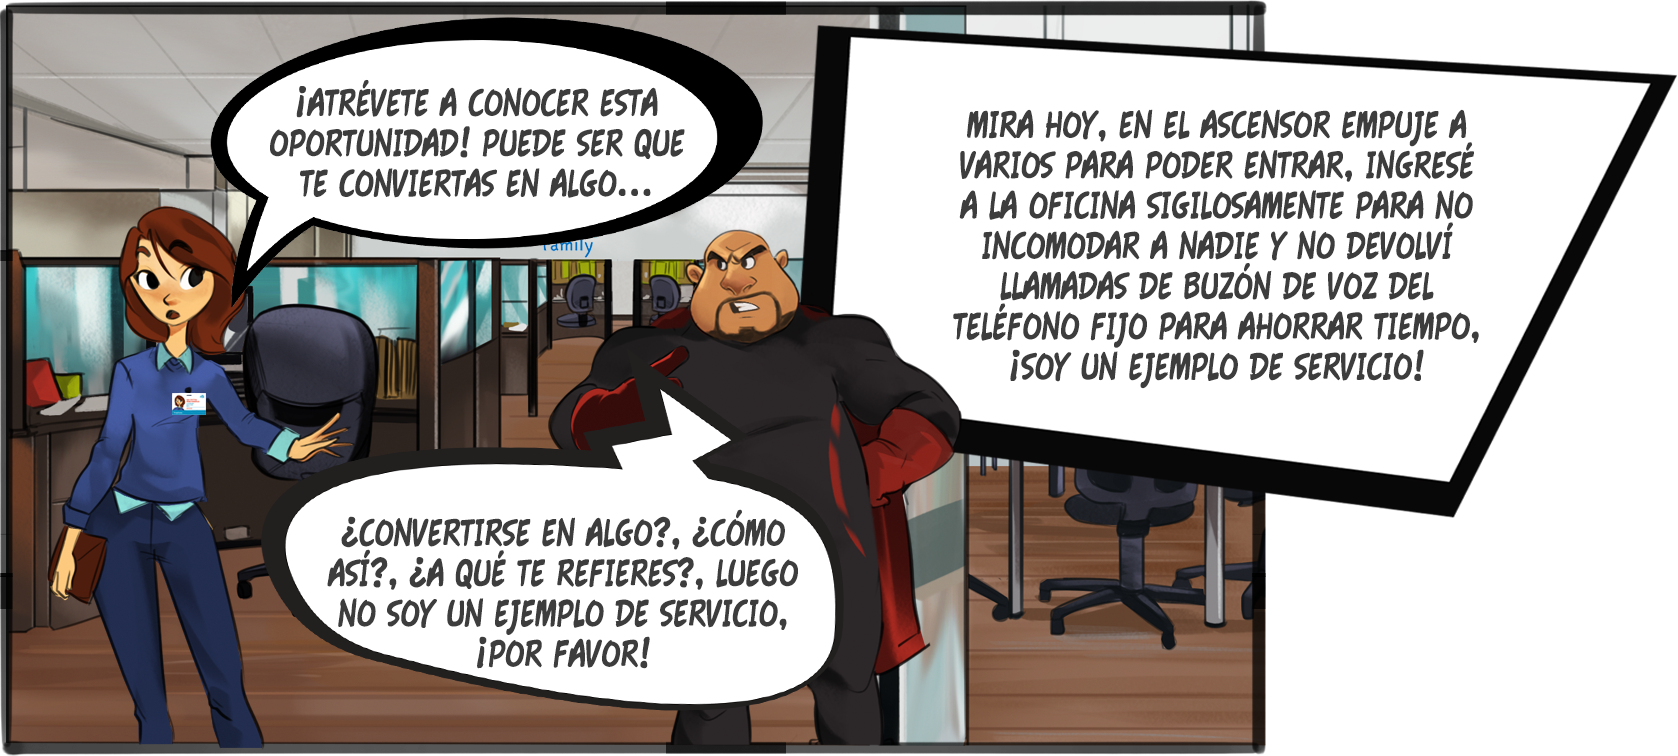 ¡ATRÉVETE A CONOCER ESTA
OPORTUNIDAD! PUEDE SER QUE
TE CONVIERTAS EN ALGO...
Family
¿CONVERTIRSE EN ALGO?, ¿CÓMO
ASÍ?, ¿A QUÉ TE REFIERES?, LUEGO
NO SOY UN EJEMPLO DE SERVICIO,
¡POR FAVOR!
MIRA HOY, EN EL ASCENSOR EMPUJE A
VARIOS PARA PODER ENTRAR, INGRESÉ
A LA OFICINA SIGILOSAMENTE PARA NO
INCOMODAR A NADIE Y NO DEVOLVÍ
LLAMADAS DE BUZÓN DE VOZ DEL
TELÉFONO FIJO PARA AHORRAR TIEMPO,
¡SOY UN EJEMPLO DE SERVICIO!